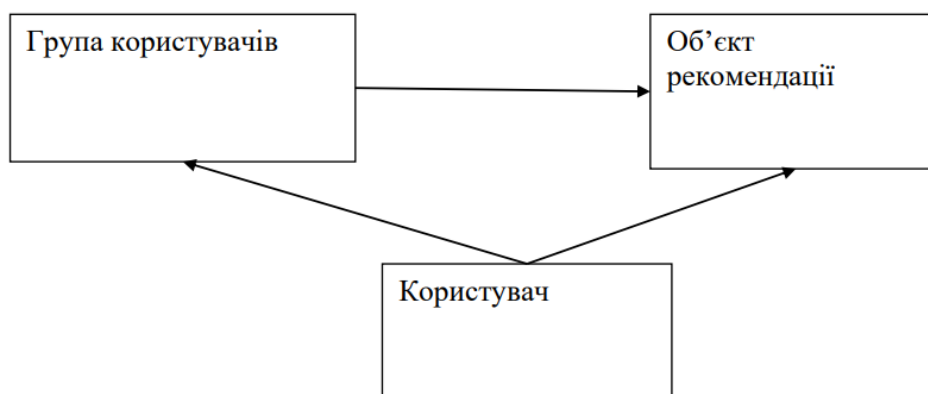 Група користувачів
Об’єкт
рекомендації
Користувач